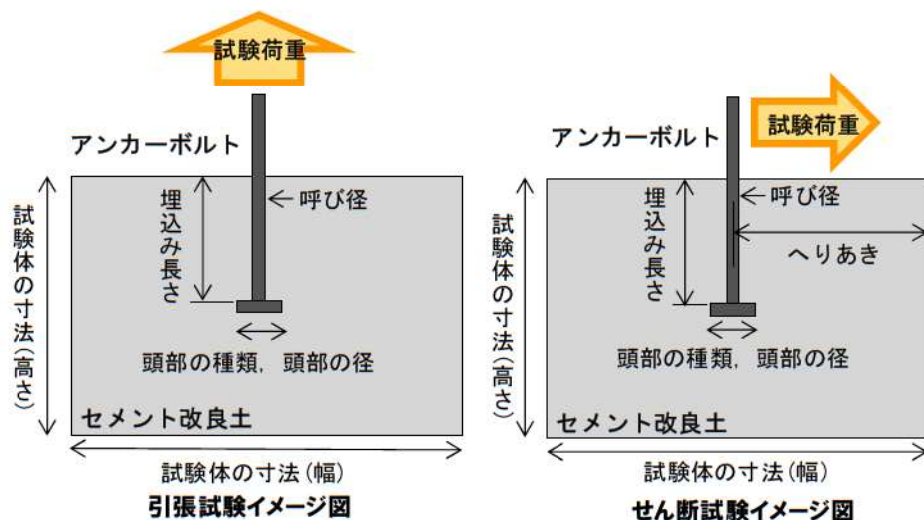 試験荷重
アンカーボルト
呼び径
埋込み長さ
試験体の寸法(高さ)
頭部の種類，頭部の径
セメント改良土
試験体の寸法(幅)
引張試験イメージ図
試験荷重
アンカーボルト
呼び径
埋込み長さ
へりあき
試験体の寸法(高さ)
頭部の種類，頭部の径
セメント改良土
試験体の寸法(幅)
せん断試験イメージ図